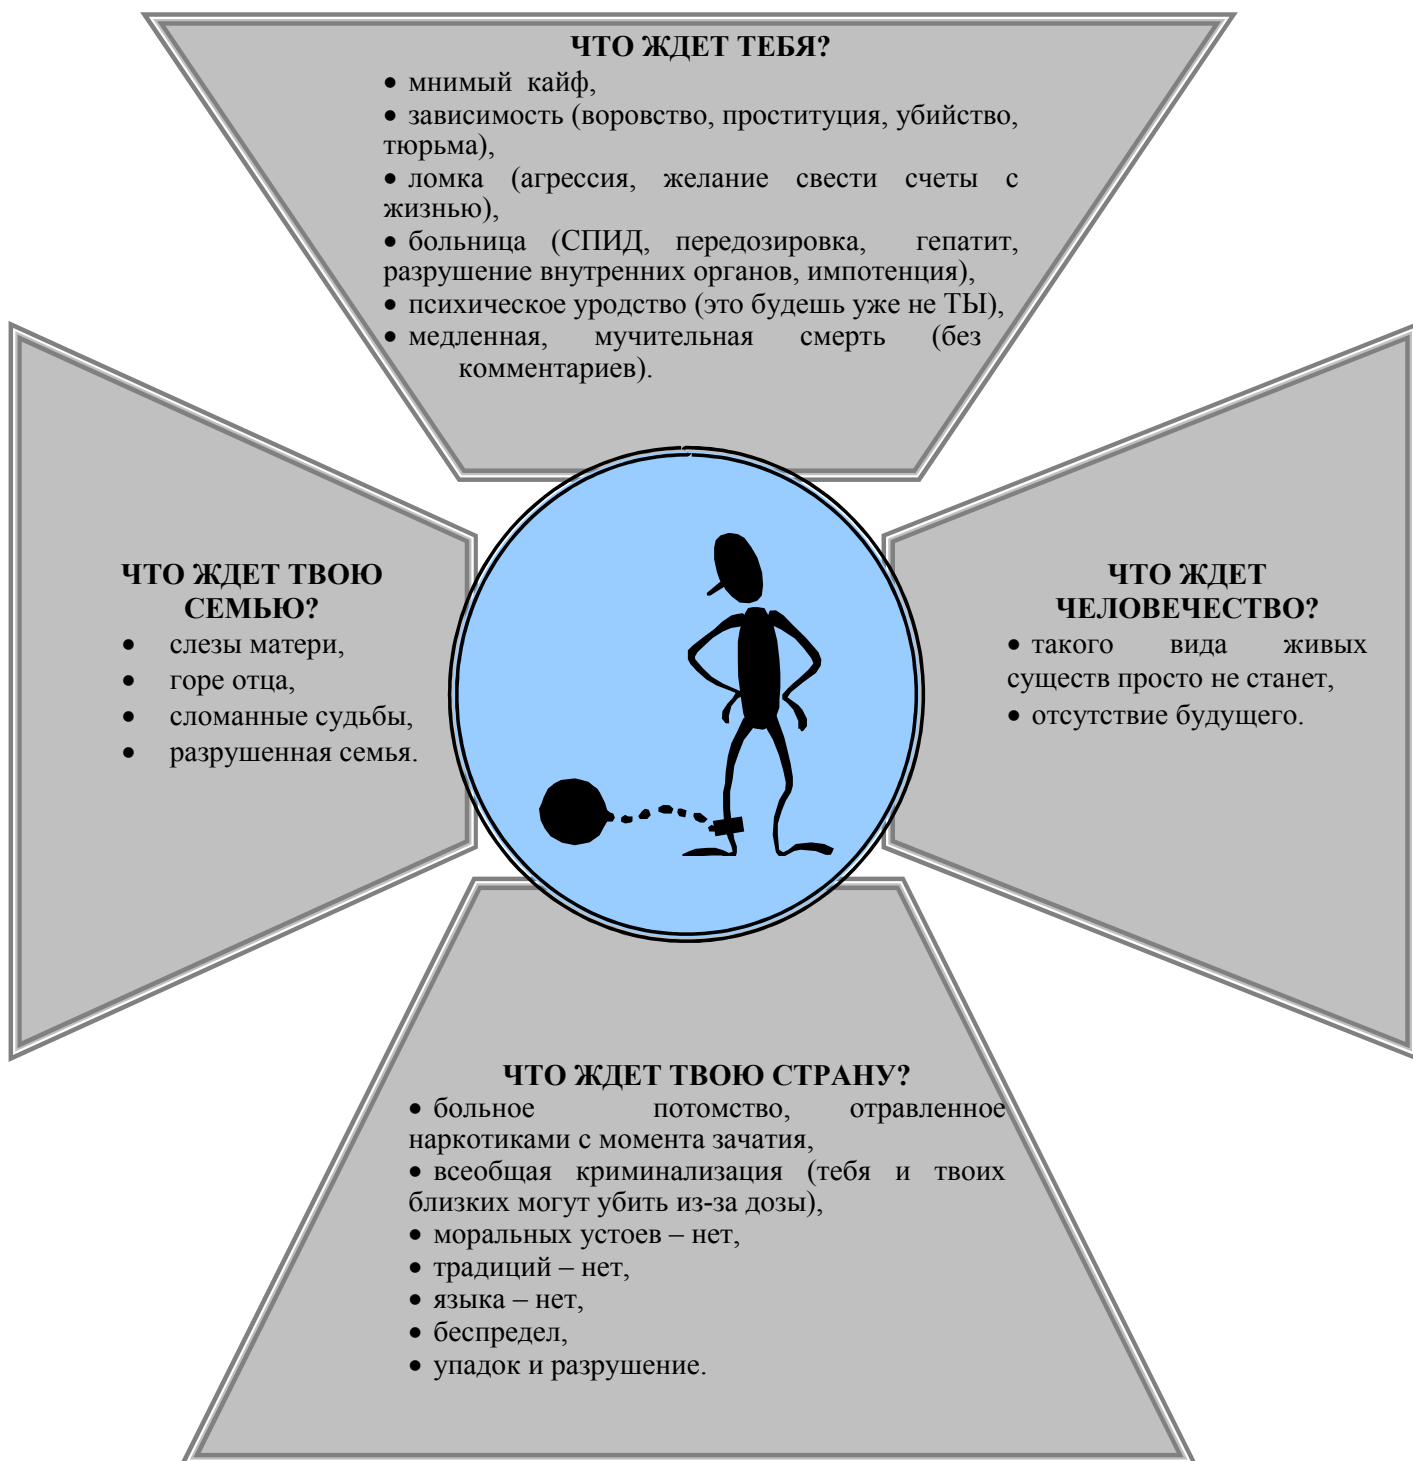 ЧТО ЖДЕТ ТЕБЯ?
• мнимый кайф,
• зависимость (воровство, проституция, убийство,
тюрьма),
• ломка (агрессия, желание свести счеты с
жизнью),
• больница (СПИД, передозировка, гепатит,
разрушение внутренних органов, импотенция),
• психическое уродство (это будешь уже не ТЫ),
• медленная, мучительная смерть (без
комментариев).
ЧТО ЖДЕТ ТВОЮ
СЕМЬЮ?
• слезы матери,
• горе отца,
• сломанные судьбы,
• разрушенная семья.
ЧТО ЖДЕТ
ЧЕЛОВЕЧЕСТВО?
• такого вида живых
существ просто не станет,
• отсутствие будущего.
ЧТО ЖДЕТ ТВОЮ СТРАНУ?
• больное потомство, отравленное
наркотиками с момента зачатия,
• всеобщая криминализация (тебя и твоих
близких могут убить из-за дозы),
• моральных устоев – нет,
• традиций – нет,
• языка – нет,
• беспредел,
• упадок и разрушение.